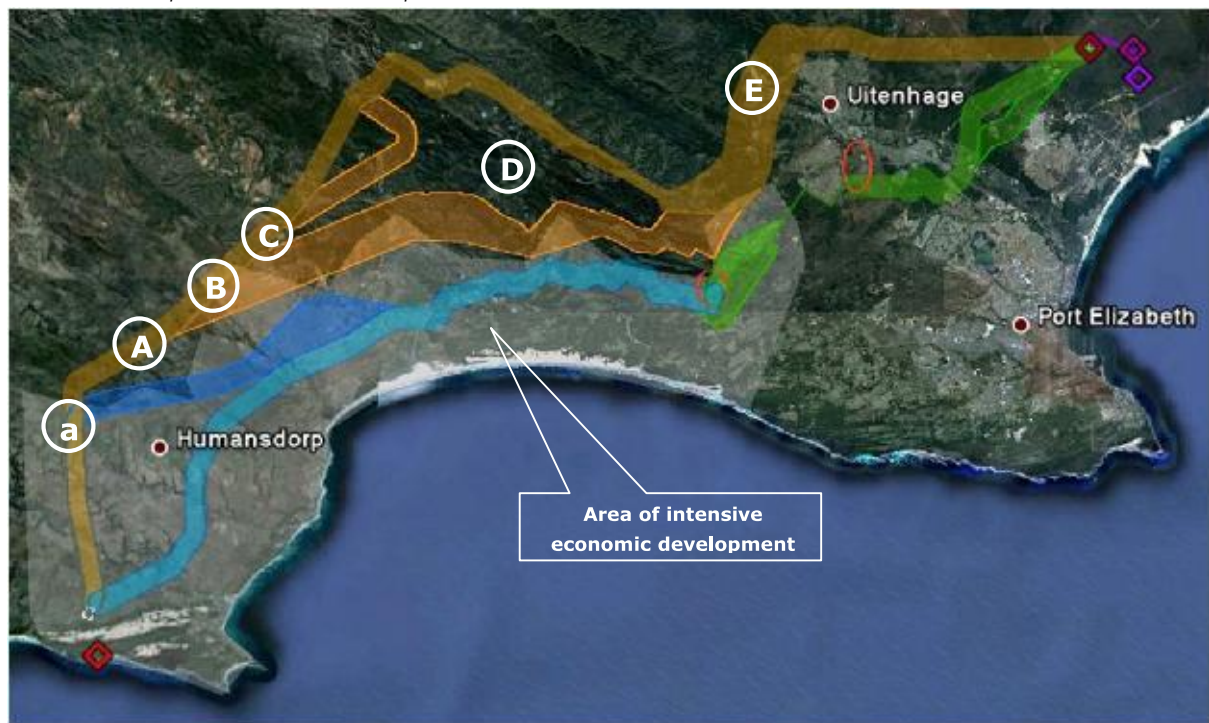 E
Uitenhage
D
C
B
Port Elizabeth
A
a
Humansdorp
Area of intensive
economic development